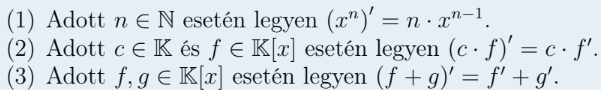 (1) Adott n ∈ ℕ esetén legyen (xⁿ)′ = n · xⁿ⁻¹.
(2) Adott c ∈ 𝕂 és f ∈ 𝕂[x] esetén legyen (c · f)′ = c · f′.
(3) Adott f, g ∈ 𝕂[x] esetén legyen (f + g)′ = f′ + g′.